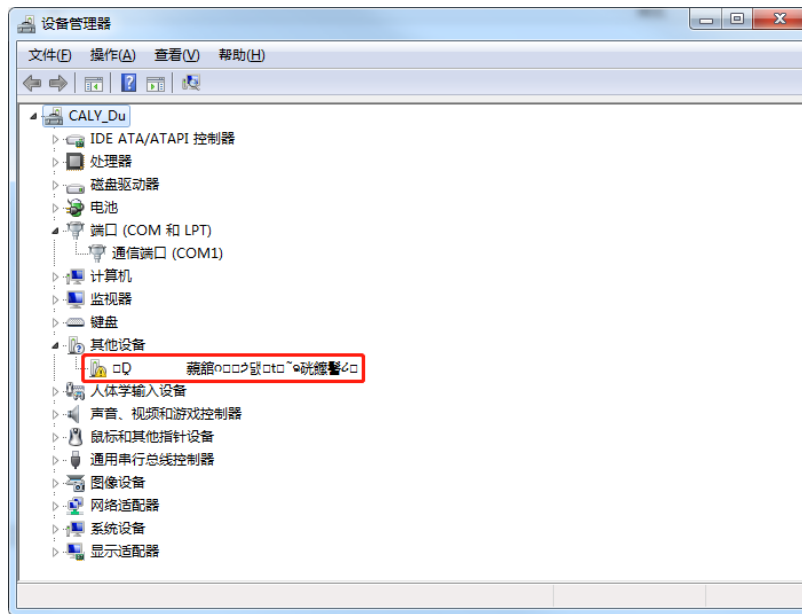 设备管理器
文件(F) 操作(A) 查看(V) 帮助(H)
CALY_Du
IDE ATA/ATAPI 控制器
处理器
磁盘驱动器
电池
端口 (COM 和 LPT)
通信端口 (COM1)
计算机
监视器
键盘
其他设备
人体学输入设备
声音、视频和游戏控制器
鼠标和其他指针设备
通用串行总线控制器
图像设备
网络适配器
系统设备
显示适配器